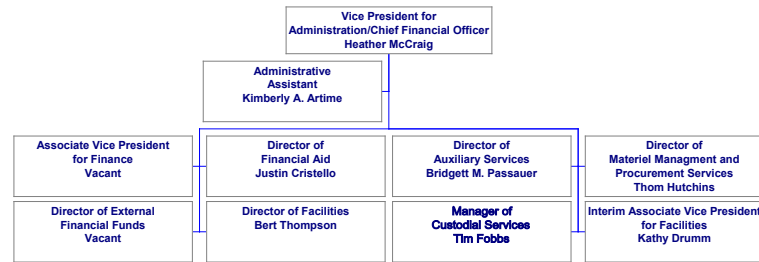 Vice President for
Administration/Chief Financial Officer
Heather McCraig
Administrative
Assistant
Kimberly A. Artime
Associate Vice President
for Finance
Vacant
Director of
Financial Aid
Justin Cristello
Director of
Auxiliary Services
Bridgett M. Passauer
Director of
Materiel Managment and
Procurement Services
Thom Hutchins
Director of External
Financial Funds
Vacant
Director of Facilities
Bert Thompson
Manager of
Custodial Services
Tim Fobbs
Interim Associate Vice President
for Facilities
Kathy Drumm